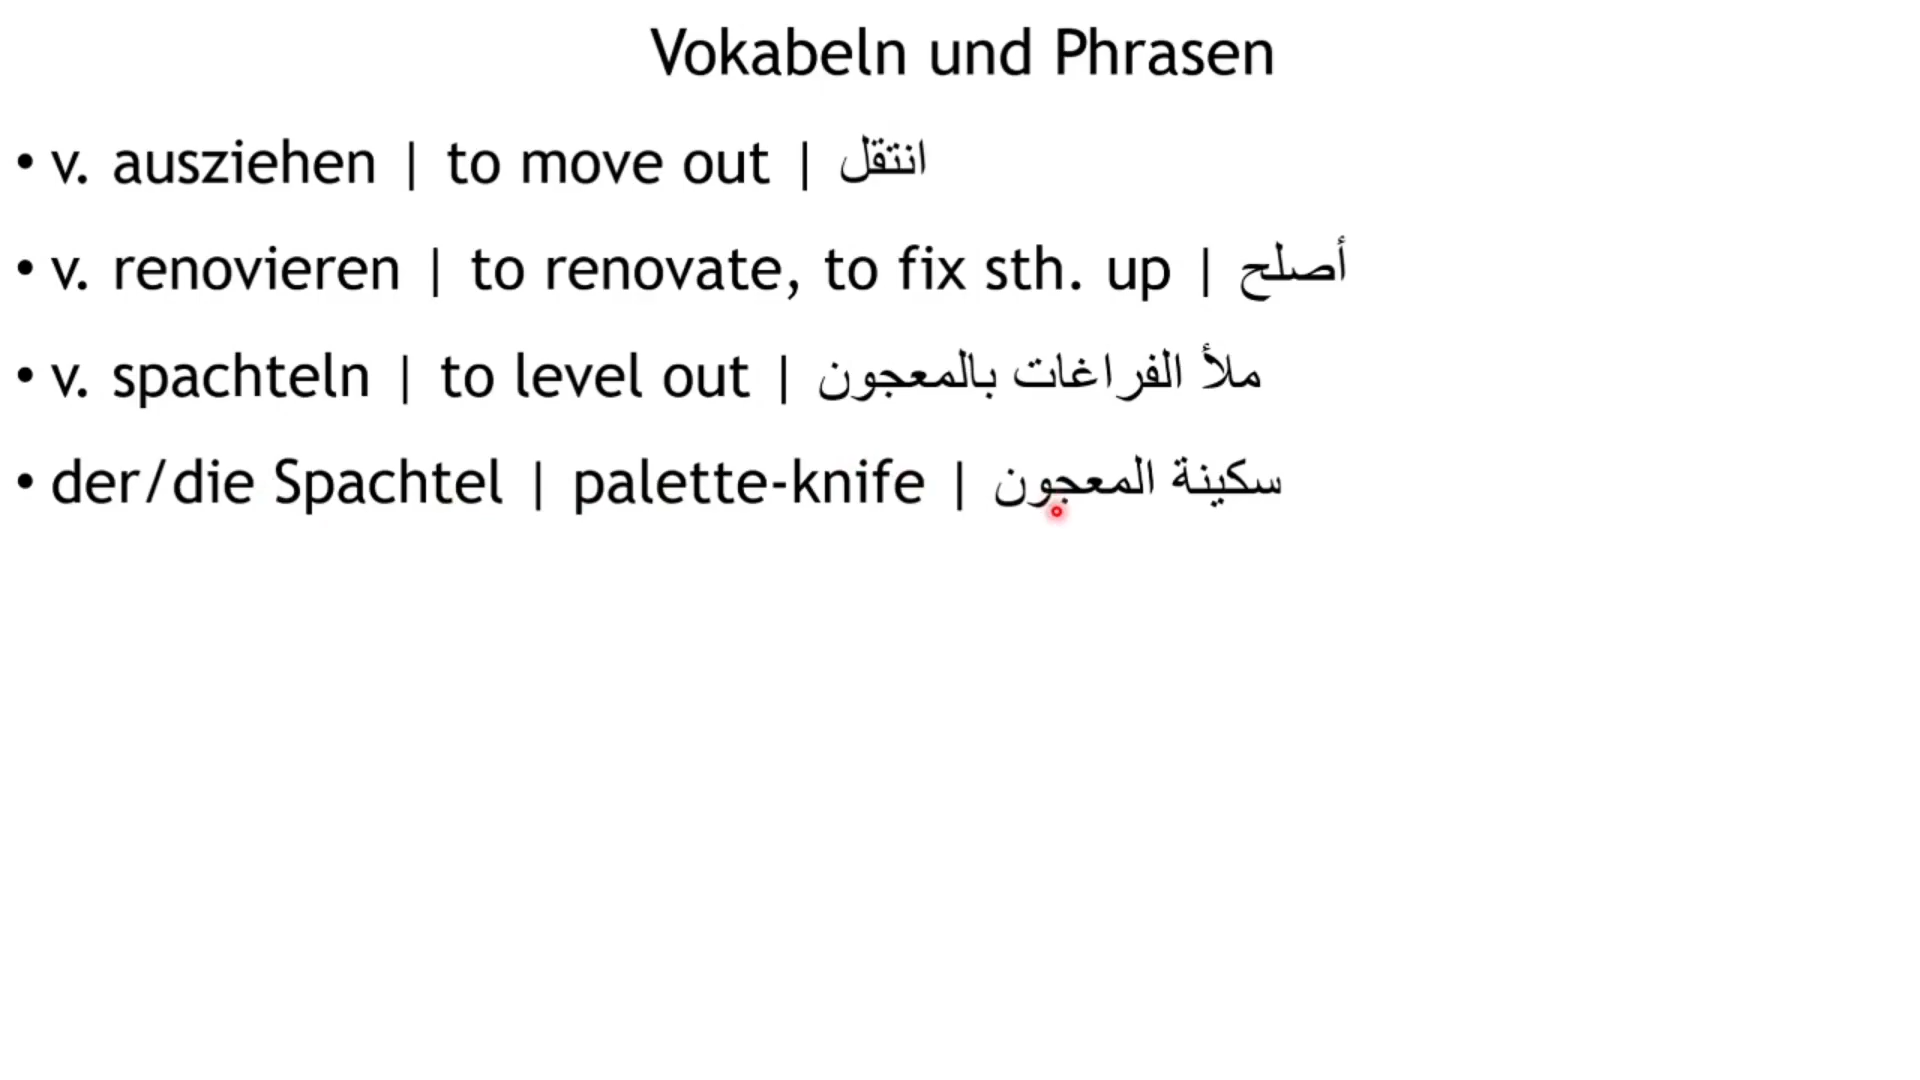 Vokabeln und Phrasen
• v. ausziehen | to move out | انتقل
• v. renovieren | to renovate, to fix sth. up | أصلح
• v. spachteln | to level out | ملأ الفراغات بالمعجون
• der/die Spachtel | palette-knife | سكينة المعجون